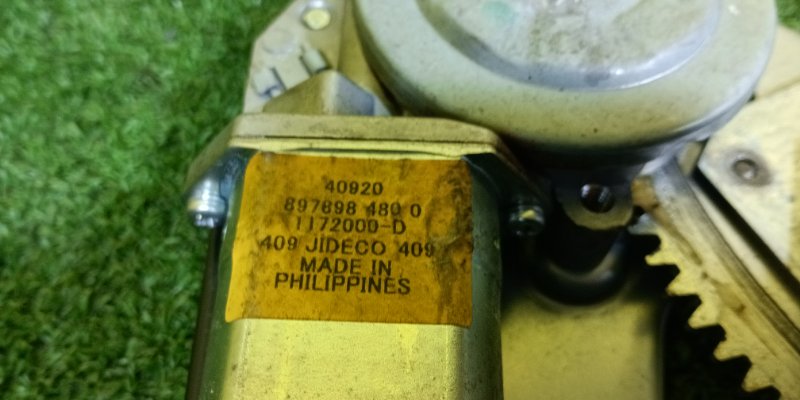 40920
897898 480 0
1172000-D
409 JIDECO 409
MADE IN
PHILIPPINES